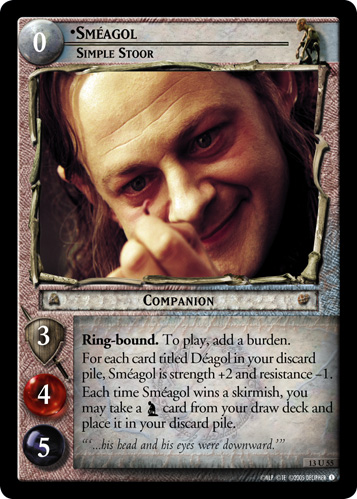 0
•Sméagol
Simple Stoor
Companion
3
4
5
Ring-bound. To play, add a burden.
For each card titled Déagol in your discard
pile, Sméagol is strength +2 and resistance –1.
Each time Sméagol wins a skirmish, you
may take a card from your draw deck and
place it in your discard pile.
“‘...his head and his eyes were downward.’”
13 U 55